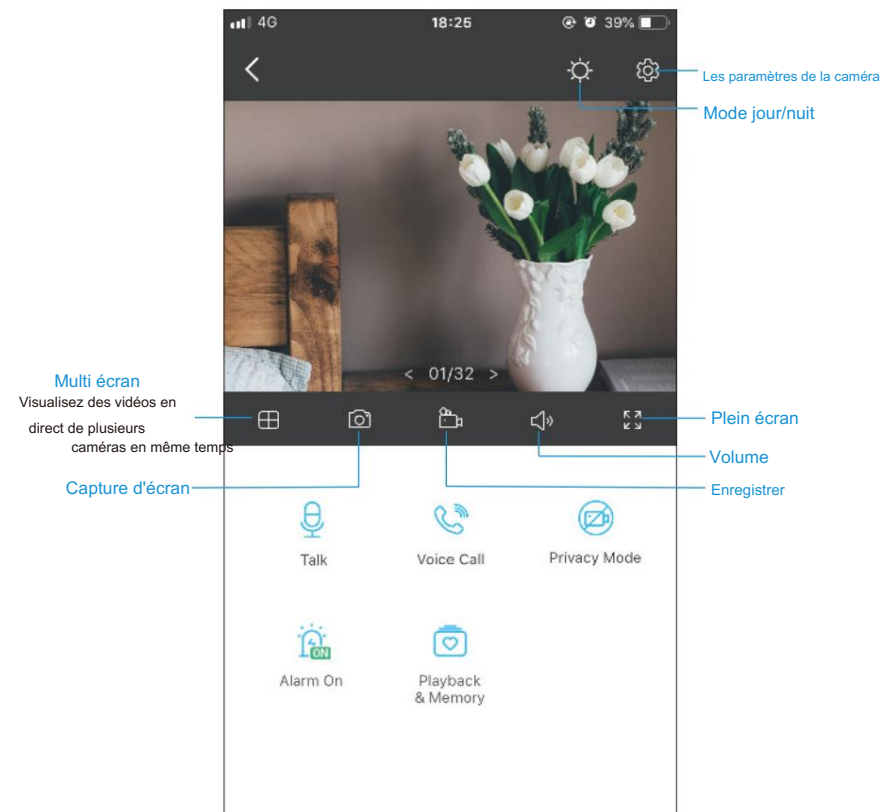 4G 18:25 39%
Les paramètres de la caméra
Mode jour/nuit
< 01/32 >
Multi écran
Visualisez des vidéos en
direct de plusieurs
caméras en même temps
Plein écran
Volume
Capture d'écran
Enregistrer
Talk Voice Call Privacy Mode
ON
Alarm On Playback
& Memory